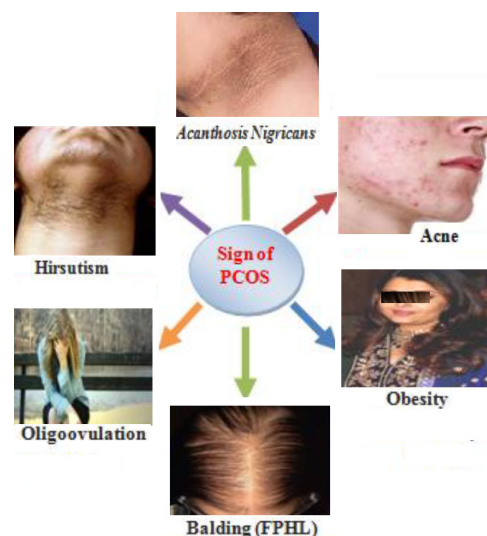 Acanthosis Nigricans
Acne
Hirsutism
Sign of
PCOS
Obesity
Oligoovulation
Balding (FPHL)